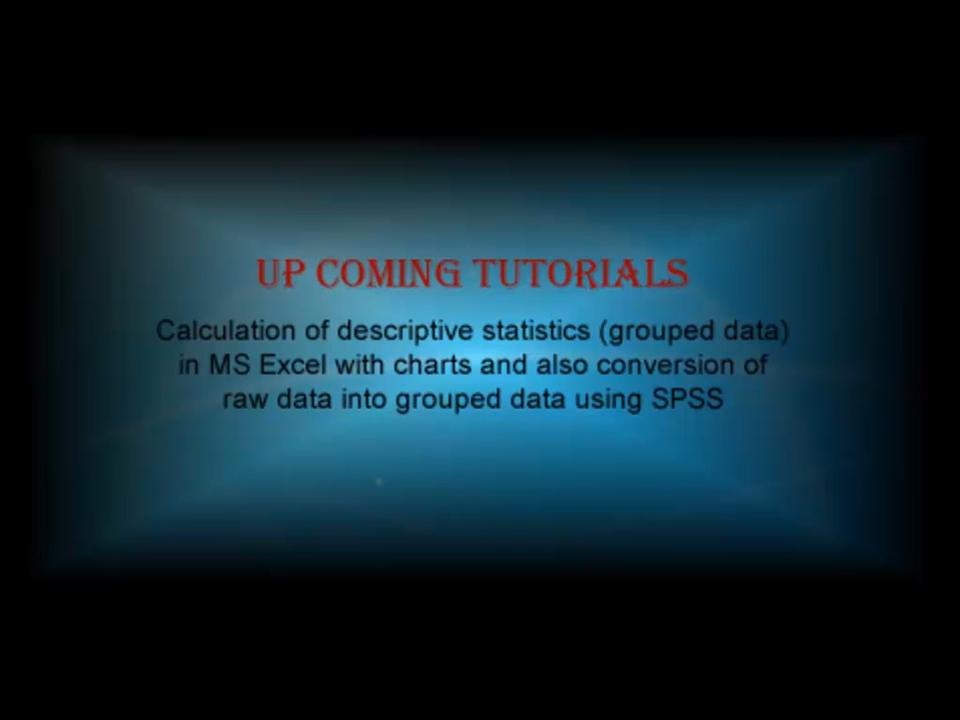 UP COMING TUTORIALS
Calculation of descriptive statistics (grouped data)
in MS Excel with charts and also conversion of
raw data into grouped data using SPSS